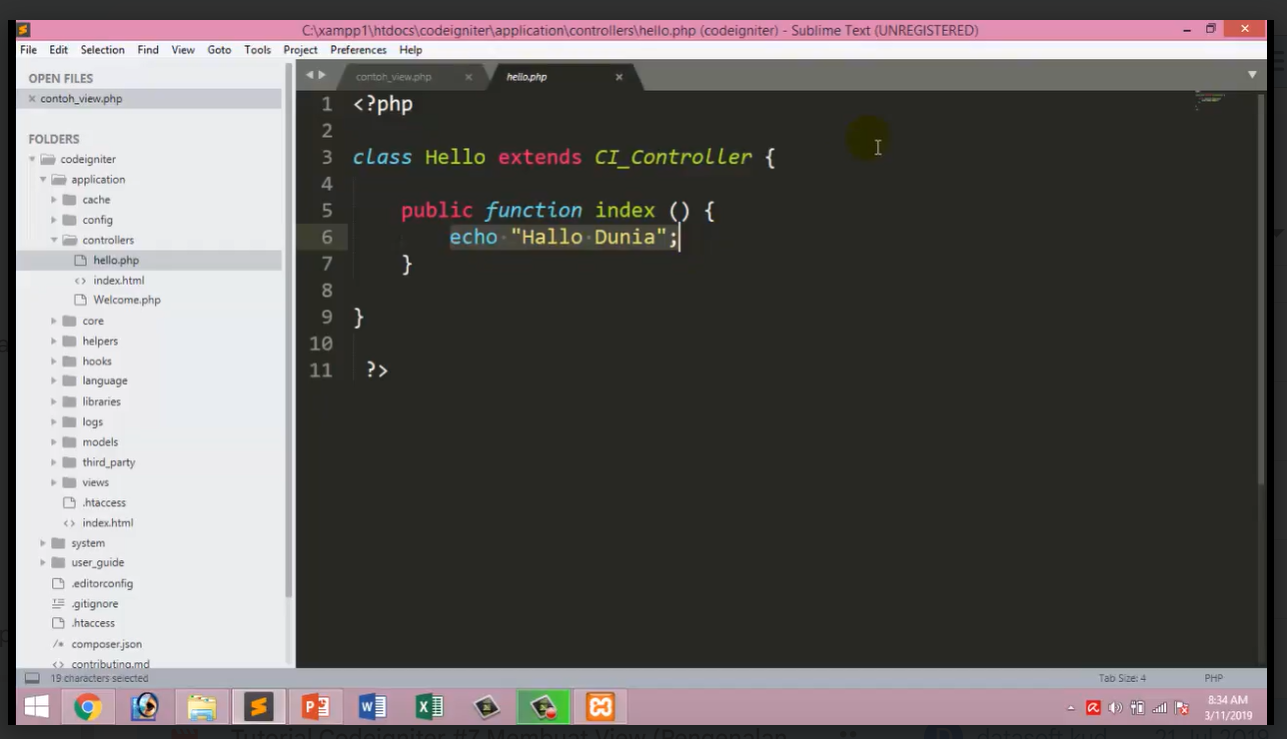 C:\xampp1\htdocs\codeigniter\application\controllers\hello.php (codeigniter) - Sublime Text (UNREGISTERED)
File Edit Selection Find View Goto Tools Project Preferences Help
OPEN FILES
contoh_view.php
FOLDERS
codeigniter
application
cache
config
controllers
hello.php
index.html
Welcome.php
core
helpers
hooks
language
libraries
logs
models
third_party
views
.htaccess
index.html
system
user_guide
.editorconfig
.gitignore
.htaccess
/* composer.json
contributing.md
contoh_view.php hello.php
1 <?php
2
3 class Hello extends CI_Controller {
4
5 public function index () {
6 echo "Hallo Dunia";
7 }
8
9 }
10
11 ?>
19 characters selected
Tab Size: 4 PHP
8:34 AM
3/11/2019
Tutorial Codeigniter #7 Membuat View (Pengenalan
datasoft kud 21 Jul 2019